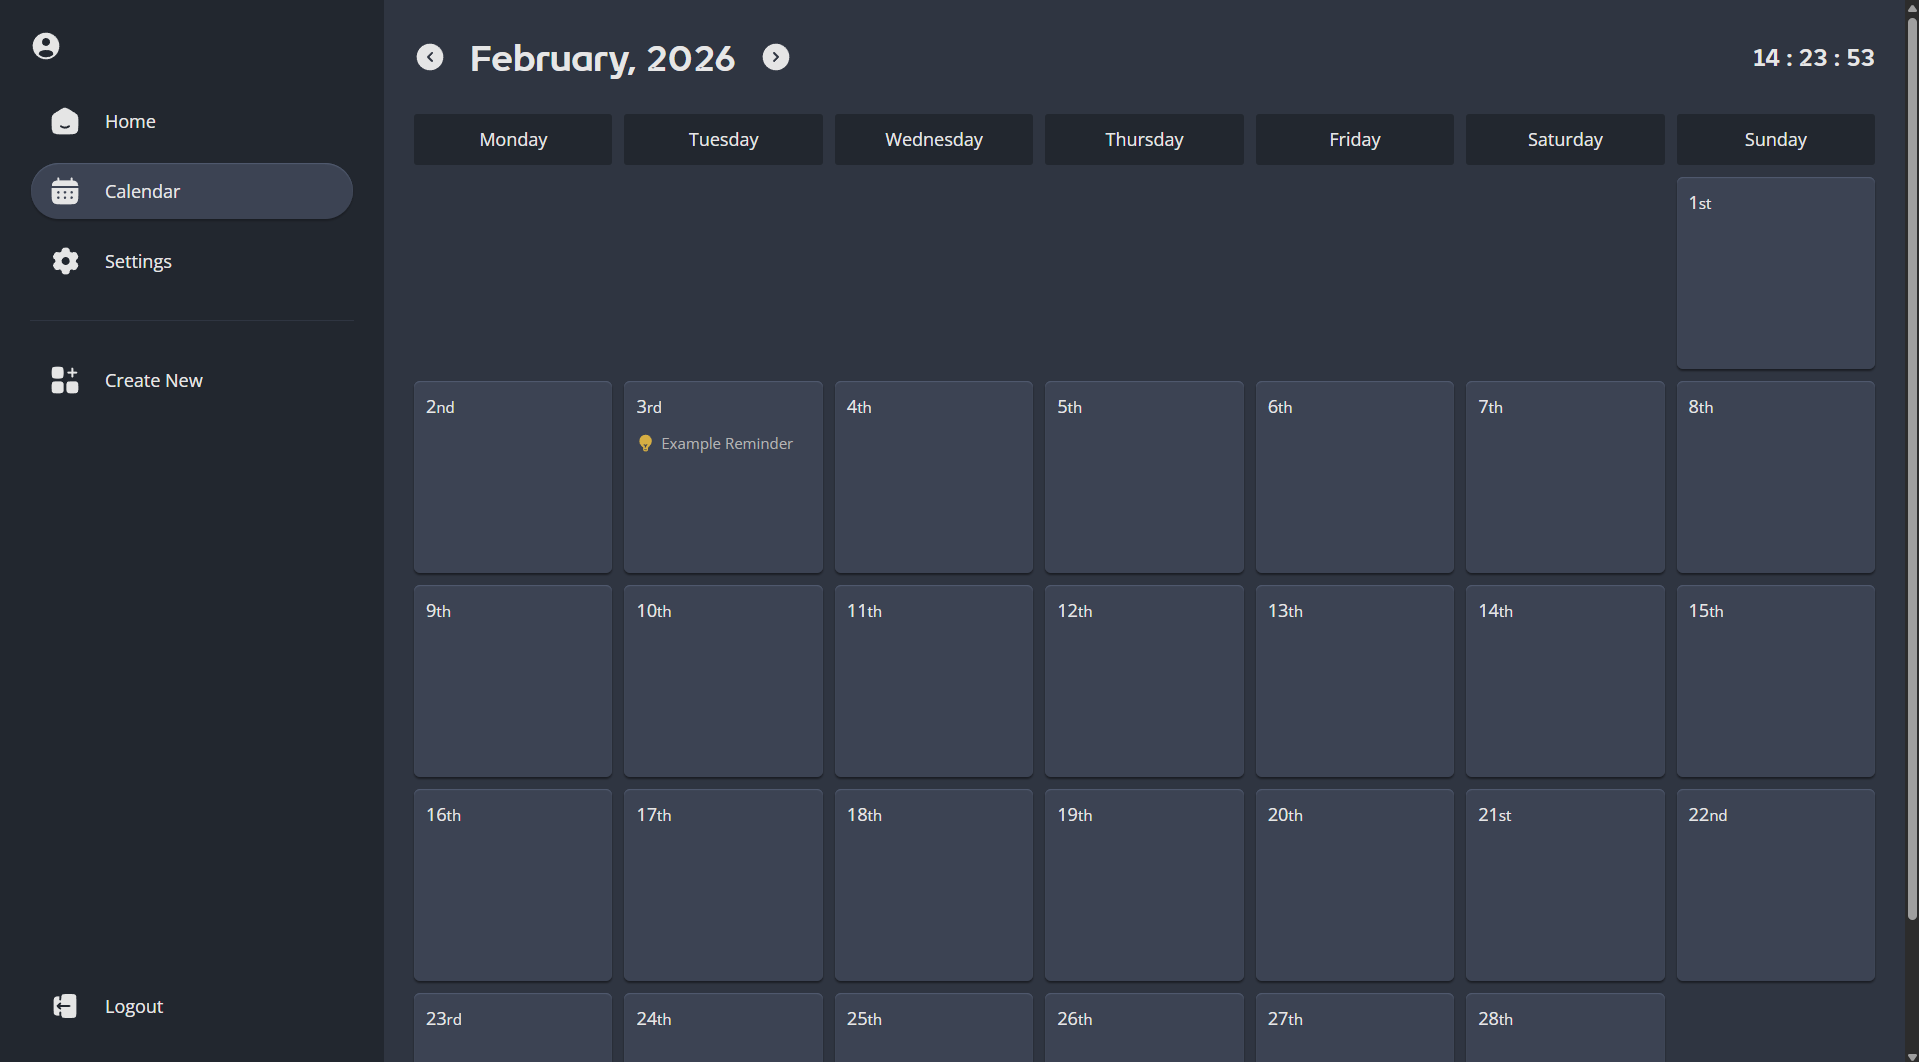 Home
Calendar
Settings
Create New
Logout
February, 2026
14 : 23 : 53
Monday Tuesday Wednesday Thursday Friday Saturday Sunday
1st
2nd 3rd 4th 5th 6th 7th 8th
Example Reminder
9th 10th 11th 12th 13th 14th 15th
16th 17th 18th 19th 20th 21st 22nd
23rd 24th 25th 26th 27th 28th